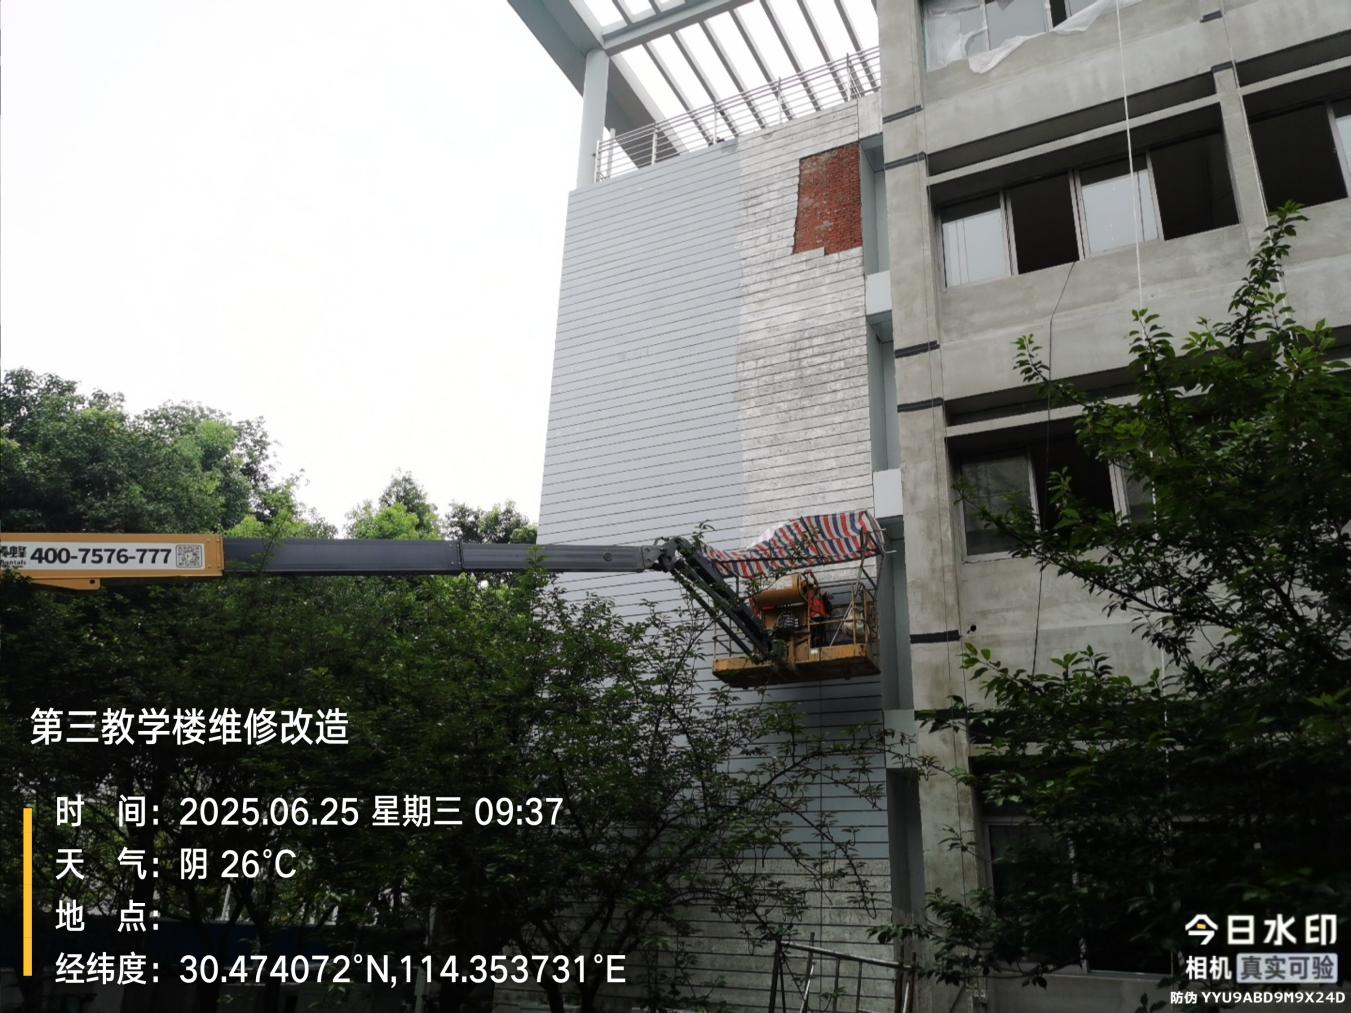 400-7576-777
Rentals
第三教学楼维修改造
时 间：2025.06.25 星期三 09:37
天 气：阴 26°C
地 点：
经纬度：30.474072°N,114.353731°E
今日水印
相机 真实可验
防伪 YYU9ABD9M9X24D